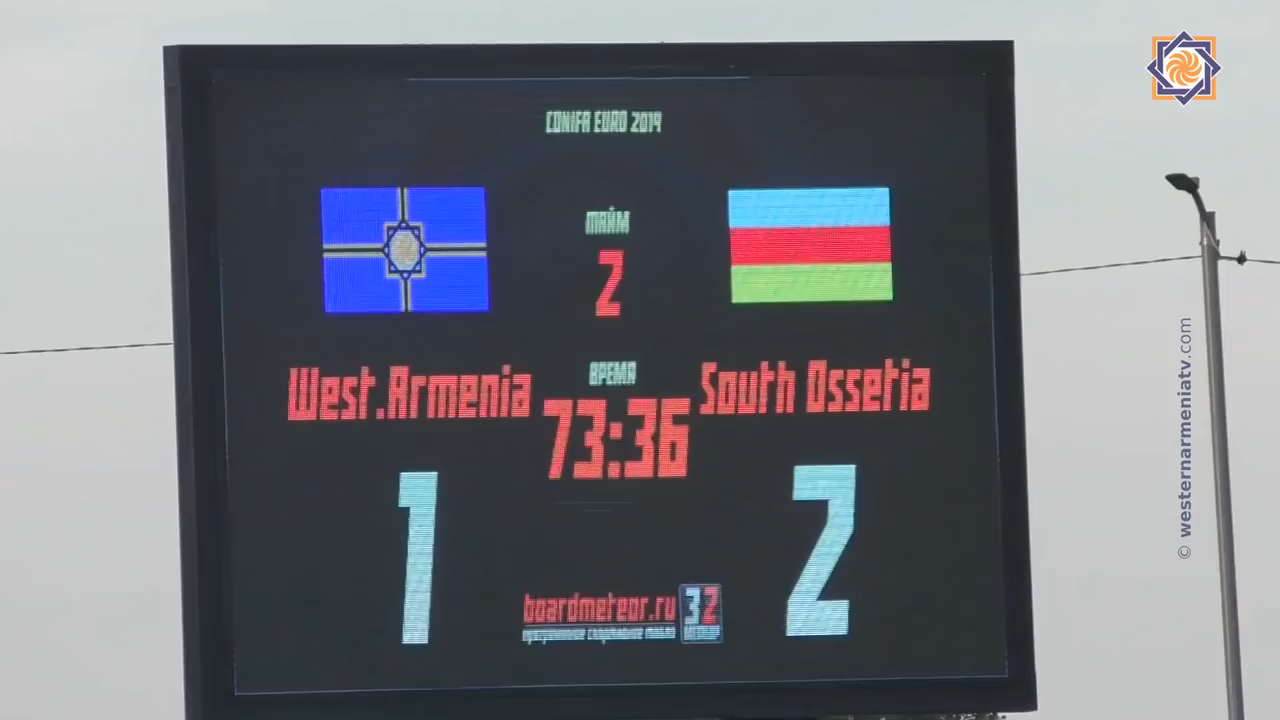 CONIFA EURO 2019
ТАЙМ
2
ВРЕМЯ
West.Armenia
73:36
South Ossetia
1
2
boardmeteor.ru
32
© westernarmeniatv.com